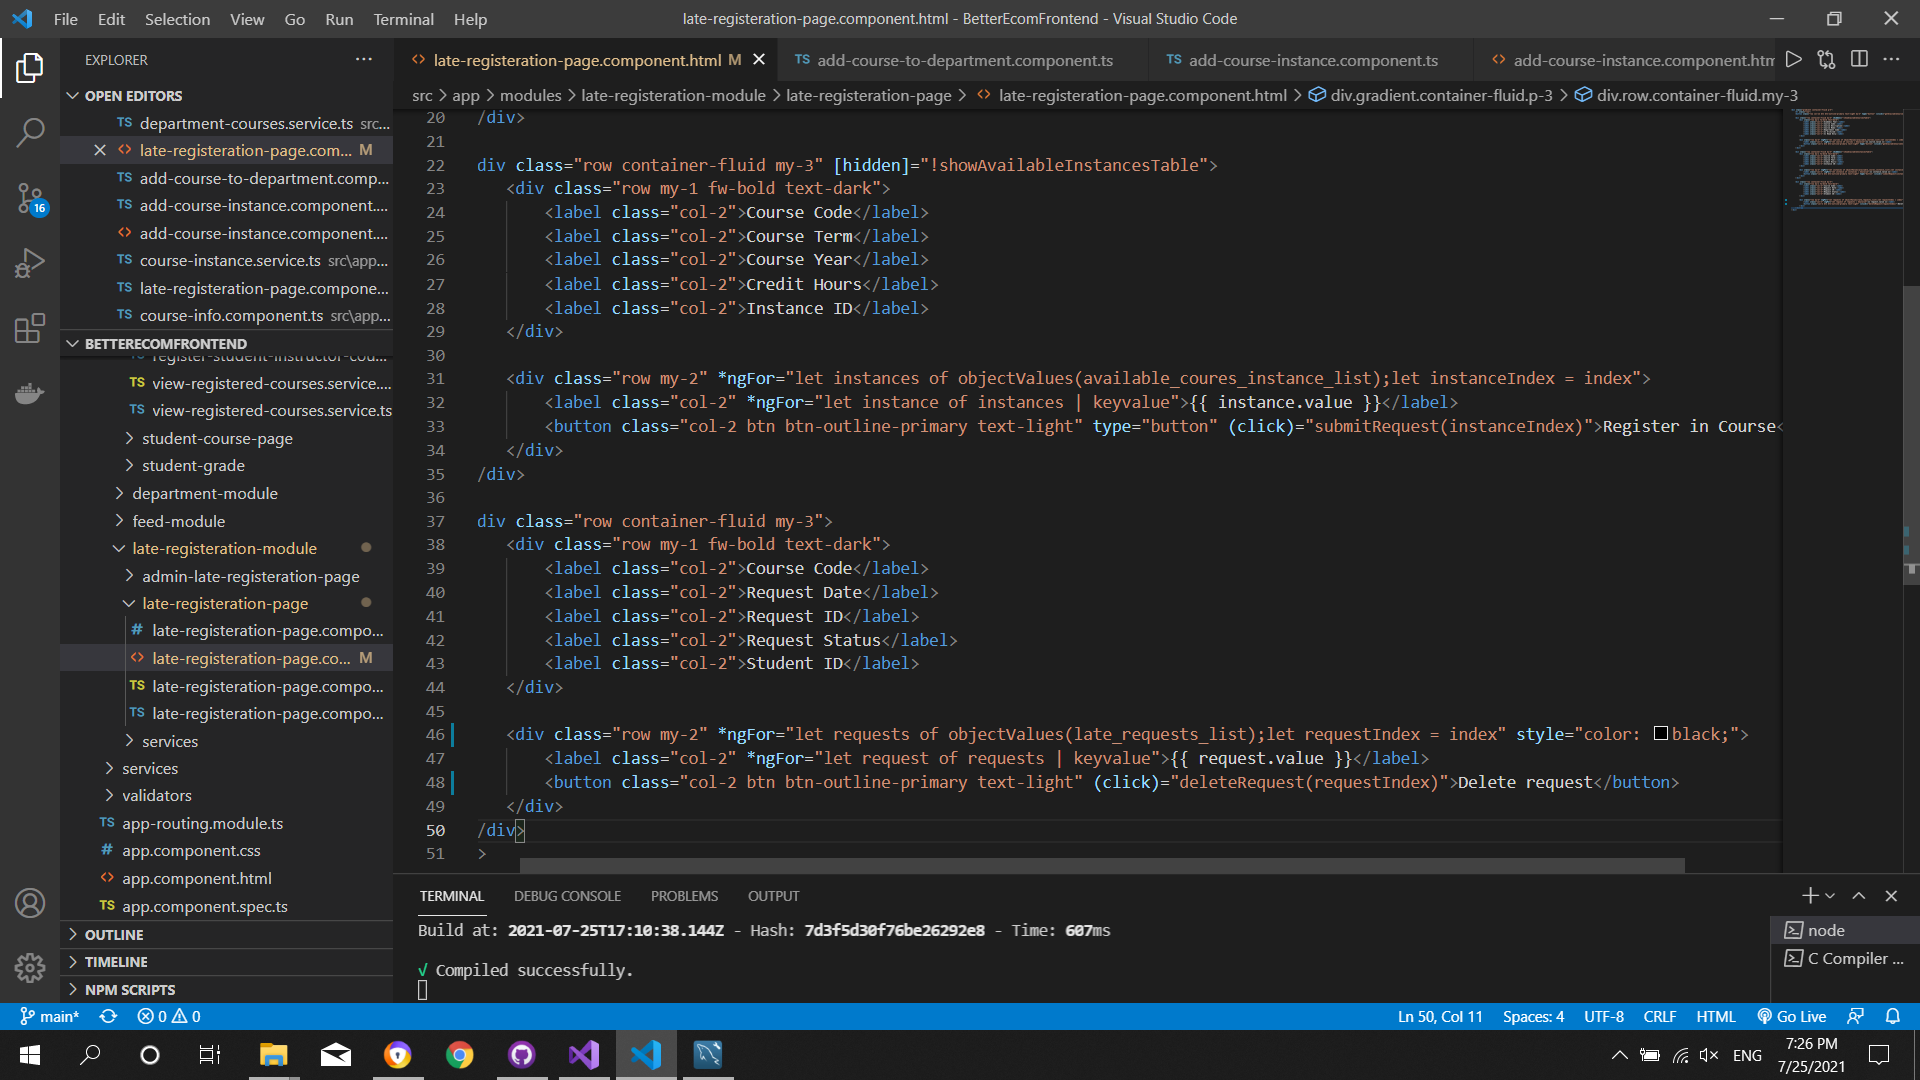 File Edit Selection View Go Run Terminal Help
late-registeration-page.component.html - BetterEcomFrontend - Visual Studio Code
EXPLORER
OPEN EDITORS
TS department-courses.service.ts src...
late-registeration-page.com... M
TS add-course-to-department.comp...
TS add-course-instance.component....
add-course-instance.component....
TS course-instance.service.ts src\app...
TS late-registeration-page.compone...
TS course-info.component.ts src\app...
BETTERECOMFRONTEND
TS register-student-instructor-cou...
TS view-registered-courses.service....
TS view-registered-courses.service.ts
student-course-page
student-grade
department-module
feed-module
late-registeration-module
admin-late-registeration-page
late-registeration-page
# late-registeration-page.compo...
late-registeration-page.co... M
TS late-registeration-page.compo...
TS late-registeration-page.compo...
services
services
validators
TS app-routing.module.ts
# app.component.css
app.component.html
TS app.component.spec.ts
OUTLINE
TIMELINE
NPM SCRIPTS
16
late-registeration-page.component.html M
TS add-course-to-department.component.ts
TS add-course-instance.component.ts
add-course-instance.component.htm
src > app > modules > late-registeration-module > late-registeration-page > late-registeration-page.component.html > div.gradient.container-fluid.p-3 > div.row.container-fluid.my-3
20 /div>
21
22 div class="row container-fluid my-3" [hidden]="!showAvailableInstancesTable">
23 <div class="row my-1 fw-bold text-dark">
24 <label class="col-2">Course Code</label>
25 <label class="col-2">Course Term</label>
26 <label class="col-2">Course Year</label>
27 <label class="col-2">Credit Hours</label>
28 <label class="col-2">Instance ID</label>
29 </div>
30
31 <div class="row my-2" *ngFor="let instances of objectValues(available_coures_instance_list);let instanceIndex = index">
32 <label class="col-2" *ngFor="let instance of instances | keyvalue">{{ instance.value }}</label>
33 <button class="col-2 btn btn-outline-primary text-light" type="button" (click)="submitRequest(instanceIndex)">Register in Course<
34 </div>
35 /div>
36
37 div class="row container-fluid my-3">
38 <div class="row my-1 fw-bold text-dark">
39 <label class="col-2">Course Code</label>
40 <label class="col-2">Request Date</label>
41 <label class="col-2">Request ID</label>
42 <label class="col-2">Request Status</label>
43 <label class="col-2">Student ID</label>
44 </div>
45
46 <div class="row my-2" *ngFor="let requests of objectValues(late_requests_list);let requestIndex = index" style="color: black;">
47 <label class="col-2" *ngFor="let request of requests | keyvalue">{{ request.value }}</label>
48 <button class="col-2 btn btn-outline-primary text-light" (click)="deleteRequest(requestIndex)">Delete request</button>
49 </div>
50 /div>
51 >
TERMINAL DEBUG CONSOLE PROBLEMS OUTPUT
Build at: 2021-07-25T17:10:38.144Z - Hash: 7d3f5d30f76be26292e8 - Time: 607ms
√ Compiled successfully.
node
C Compiler ...
main* 0 0
Ln 50, Col 11 Spaces: 4 UTF-8 CRLF HTML Go Live
ENG
7:26 PM
7/25/2021